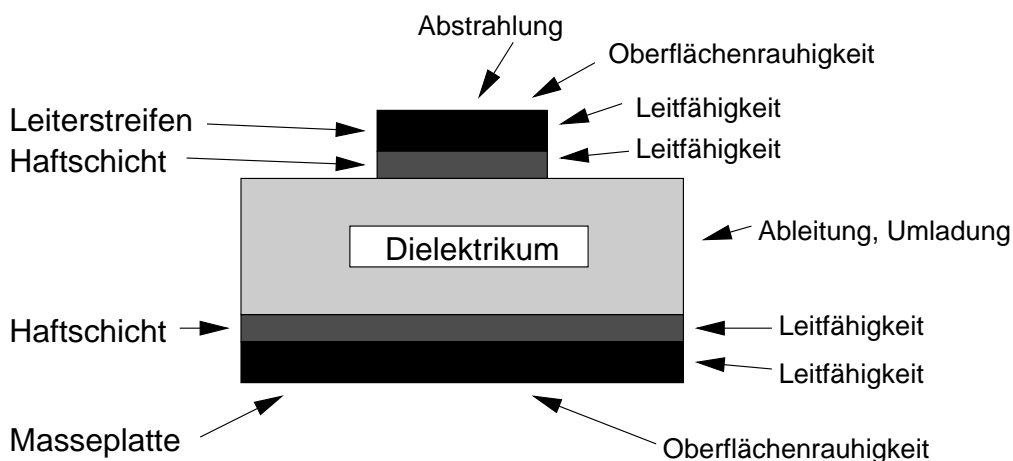 Abstrahlung
Oberflächenrauhigkeit
Leiterstreifen
Leitfähigkeit
Haftschicht
Leitfähigkeit
Dielektrikum
Ableitung, Umladung
Haftschicht
Leitfähigkeit
Leitfähigkeit
Masseplatte
Oberflächenrauhigkeit